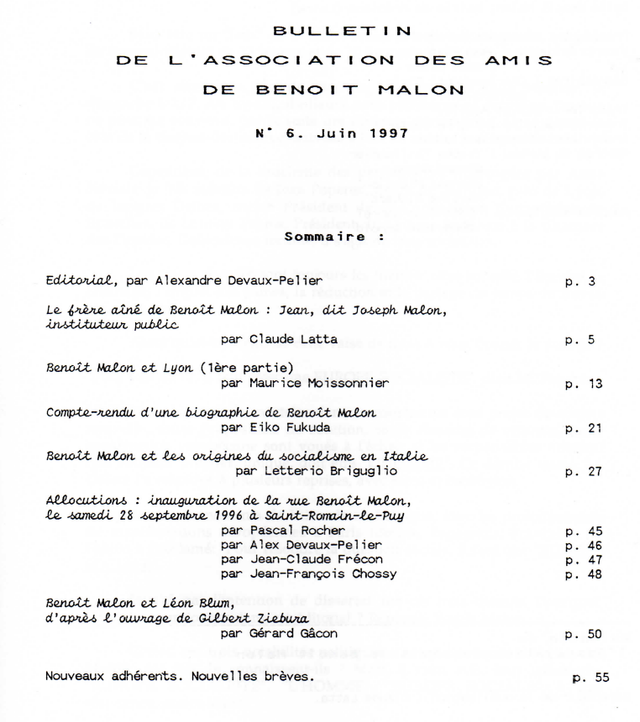 BULLETIN
DE L'ASSOCIATION DES AMIS
DE BENOIT MALON
N° 6. Juin 1997
Sommaire :
Editorial, par Alexandre Devaux-Pelier p. 3
Le frère aîné de Benoît Malon : Jean, dit Joseph Malon,
instituteur public
par Claude Latta p. 5
Benoît Malon et Lyon (1ère partie)
par Maurice Moissonnier p. 13
Compte-rendu d'une biographie de Benoît Malon
par Eiko Fukuda p. 21
Benoît Malon et les origines du socialisme en Italie
par Letterio Briguglio p. 27
Allocutions : inauguration de la rue Benoît Malon,
le samedi 28 septembre 1996 à Saint-Romain-le-Puy
par Pascal Rocher p. 45
par Alex Devaux-Pelier p. 46
par Jean-Claude Frécon p. 47
par Jean-François Chossy p. 48
Benoît Malon et Léon Blum,
d'après l'ouvrage de Gilbert Ziebura
par Gérard Gâcon p. 50
Nouveaux adhérents. Nouvelles brèves. p. 55